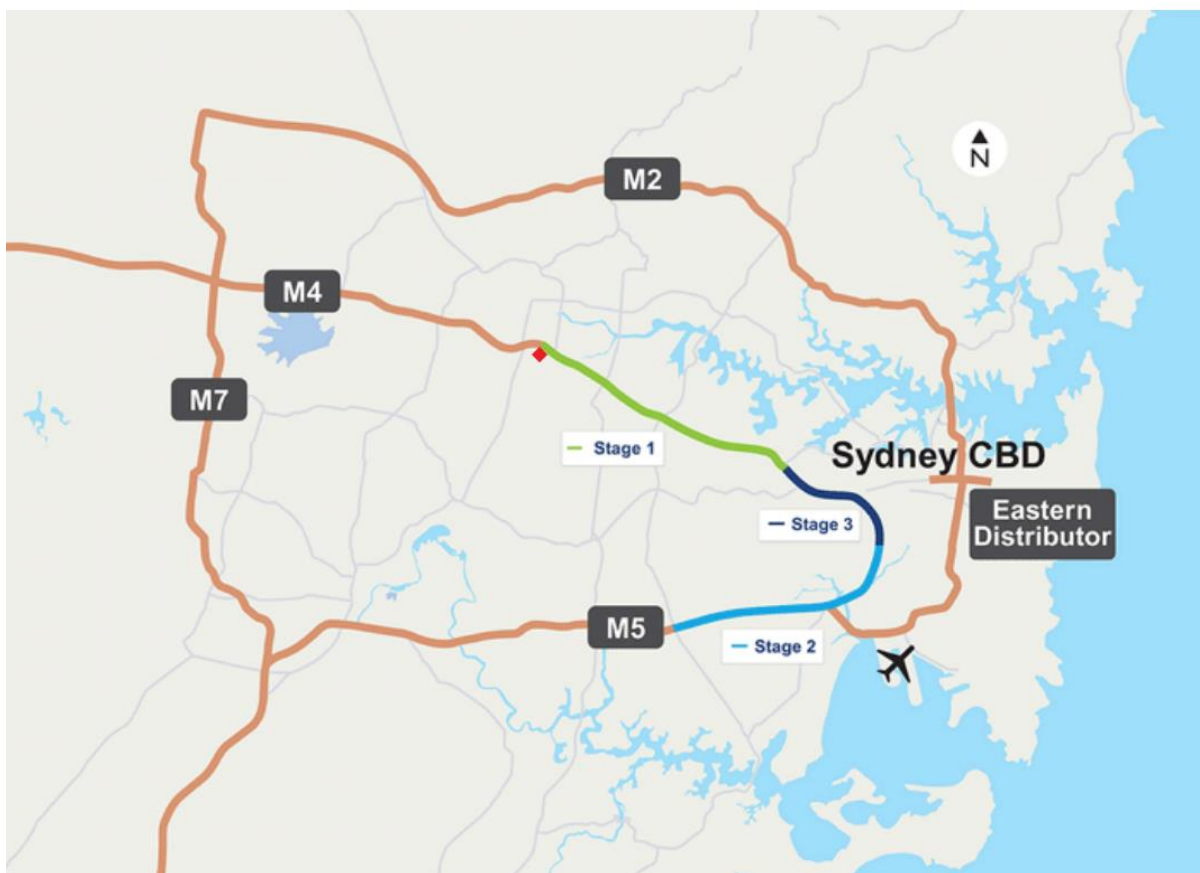 N
M2
M4
M7
Stage 1
Sydney CBD
Eastern
Distributor
Stage 3
M5
Stage 2